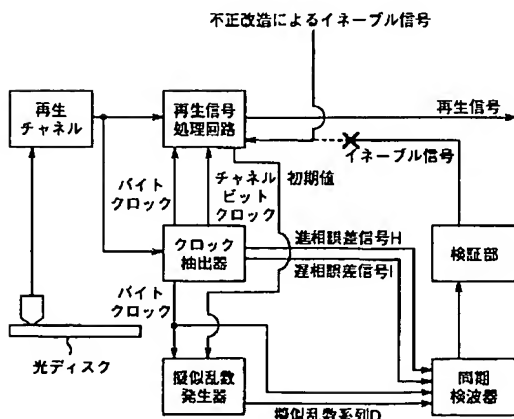 不正改造によるイネーブル信号
再生
チャネル
再生信号
処理回路
再生信号
イネーブル信号
バイト
クロック
チャネル
ビット
クロック
初期値
クロック
抽出器
進相誤差信号H
遅相誤差信号I
検証部
バイト
クロック
光ディスク
擬似乱数
発生器
同期
検波器
擬似乱数系列D